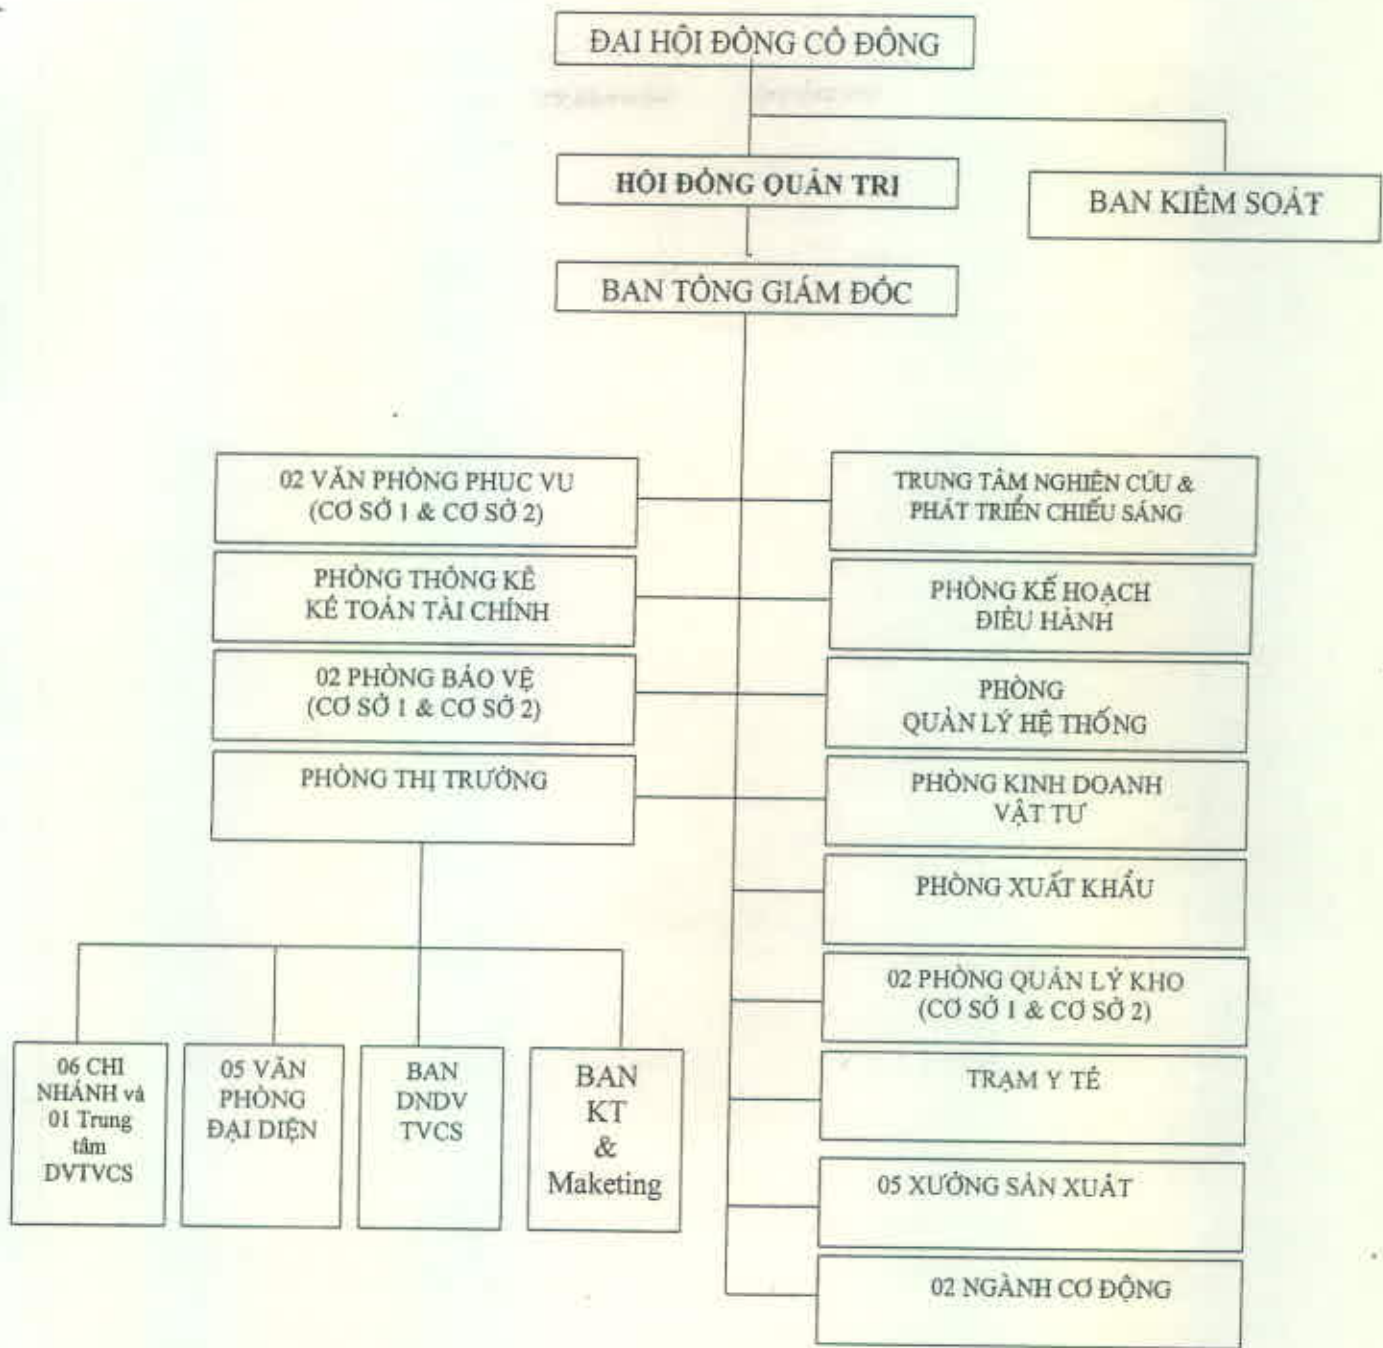 ĐẠI HỘI ĐỒNG CỔ ĐÔNG
HỘI ĐỒNG QUẢN TRỊ
BAN KIỂM SOÁT
BAN TỔNG GIÁM ĐỐC
02 VĂN PHÒNG PHỤC VỤ
(CƠ SỞ 1 & CƠ SỞ 2)
TRUNG TÂM NGHIÊN CỨU &
PHÁT TRIỂN CHIẾU SÁNG
PHÒNG THỐNG KÊ
KẾ TOÁN TÀI CHÍNH
PHÒNG KẾ HOẠCH
ĐIỀU HÀNH
02 PHÒNG BẢO VỆ
(CƠ SỞ 1 & CƠ SỞ 2)
PHÒNG
QUẢN LÝ HỆ THỐNG
PHÒNG THỊ TRƯỜNG
PHÒNG KINH DOANH
VẬT TƯ
PHÒNG XUẤT KHẨU
02 PHÒNG QUẢN LÝ KHO
(CƠ SỞ 1 & CƠ SỞ 2)
TRẠM Y TẾ
05 XƯỞNG SẢN XUẤT
02 NGÀNH CƠ ĐỘNG
06 CHI
NHÁNH và
01 Trung
tâm
DVTVCS
05 VĂN
PHÒNG
ĐẠI DIỆN
BAN
DNDV
TVCS
BAN
KT
&
Maketing